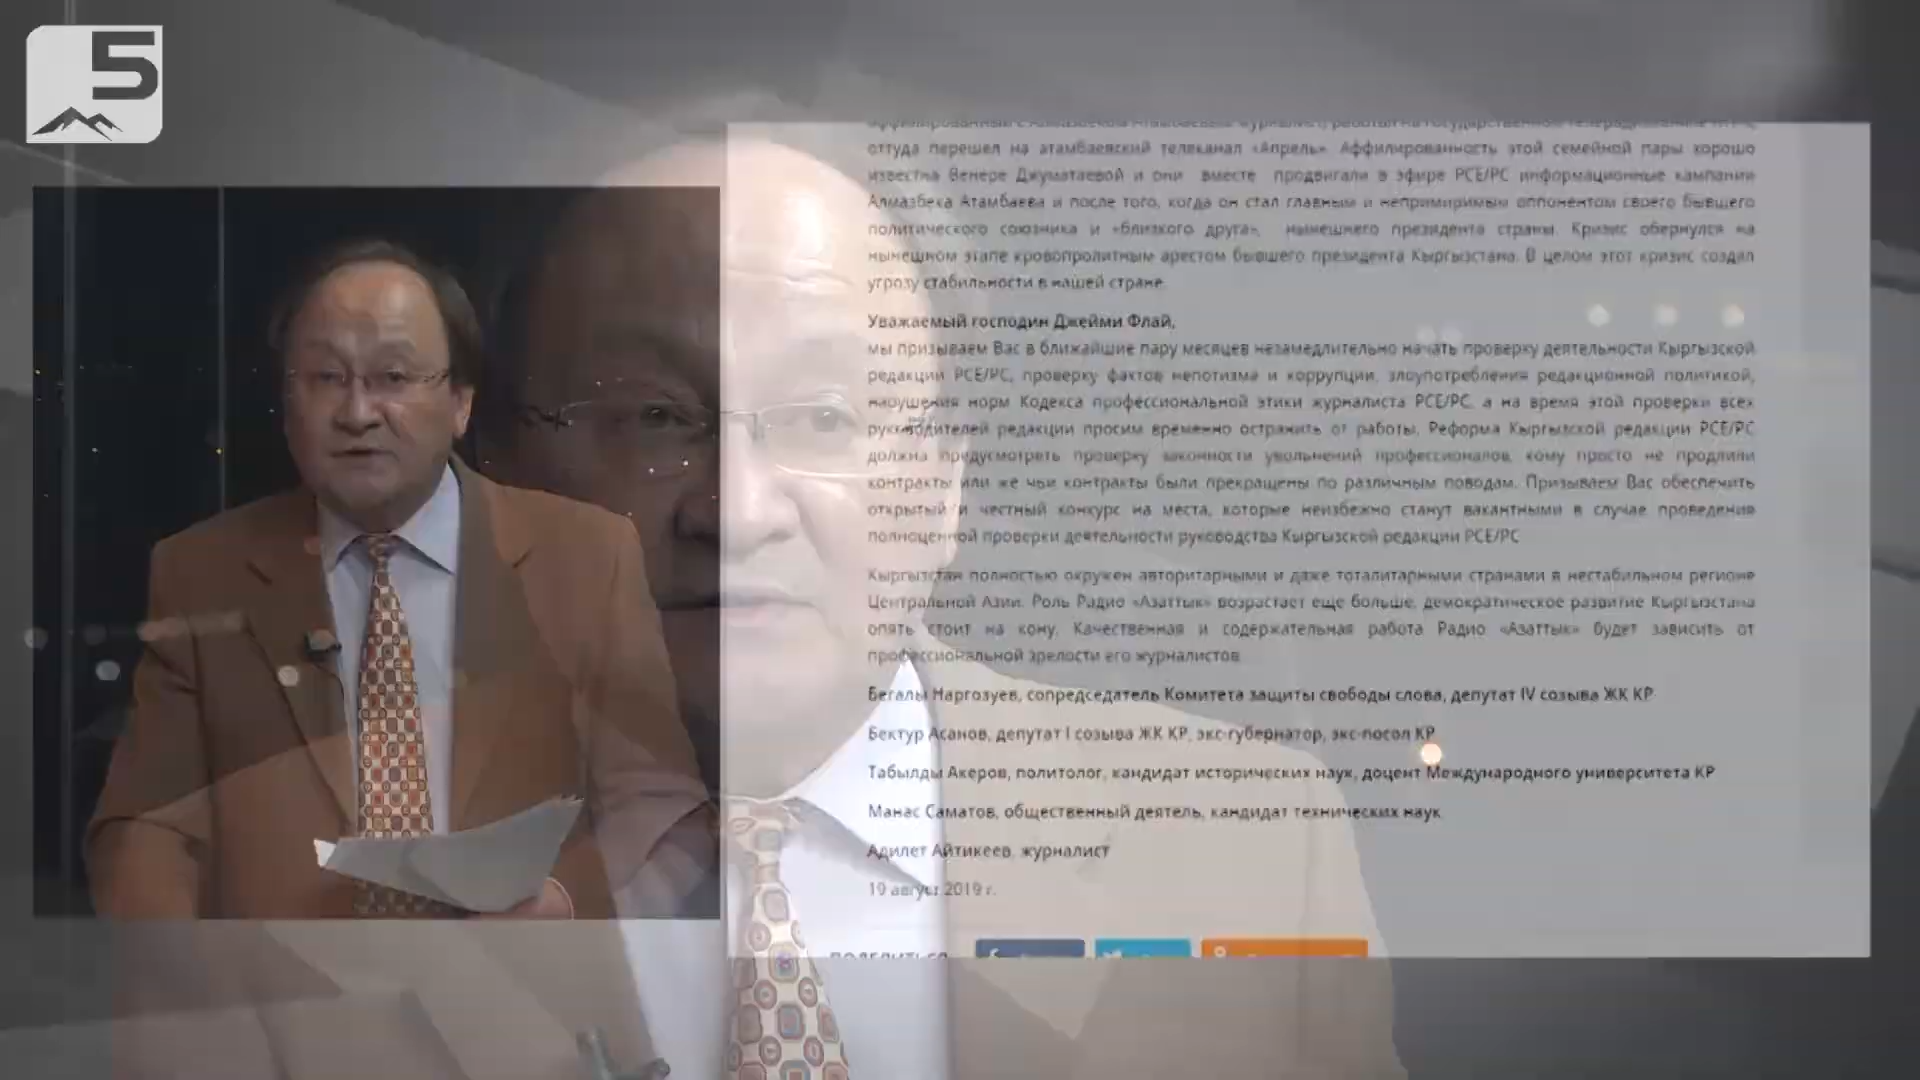 5
оттуда перешел на атамбаевский телеканал «Апрель». Аффилированность этой семейной пары хорошо
известна Венере Джуматаевой и они вместе продвигали в эфире РСЕ/РС информационные кампании
Алмазбека Атамбаева и после того, когда он стал главным и непримиримым оппонентом своего бывшего
политического союзника и «близкого друга», нынешнего президента страны. Кризис обернулся на
нынешном этапе кровопролитным арестом бывшего президента Кыргызстана. В целом этот кризис создал
угрозу стабильности в нашей стране.
Уважаемый господин Джейми Флай,
мы призываем Вас в ближайшие пару месяцев незамедлительно начать проверку деятельности Кыргызской
редакции РСЕ/РС, проверку фактов непотизма и коррупции, злоупотребления редакционной политикой,
нарушения норм Кодекса профессиональной этики журналиста РСЕ/РС, а на время этой проверки всех
руководителей редакции просим временно остранить от работы. Реформа Кыргызской редакции РСЕ/РС
должна предусмотреть проверку законности увольнений профессионалов, кому просто не продлили
контракты или же чьи контракты были прекращены по различным поводам. Призываем Вас обеспечить
открытый и честный конкурс на места, которые неизбежно станут вакантными в случае проведения
полноценной проверки деятельности руководства Кыргызской редакции РСЕ/РС
Кыргызстан полностью окружен авторитарными и даже тоталитарными странами в нестабильном регионе
Центральной Азии. Роль Радио «Азаттык» возрастает еще больше, демократическое развитие Кыргызстана
опять стоит на кону. Качественная и содержательная работа Радио «Азаттык» будет зависить от
профессиональной зрелости его журналистов.
Бегалы Наргозуев, сопредседатель Комитета защиты свободы слова, депутат IV созыва ЖК КР
Бектур Асанов, депутат I созыва ЖК КР, экс-губернатор, экс-посол КР
Табылды Акеров, политолог, кандидат исторических наук, доцент Международного университета КР
Манас Саматов, общественный деятель, кандидат технических наук
Адилет Айтикеев, журналист
19 август 2019 г.
ПОДЕЛИТЬСЯ